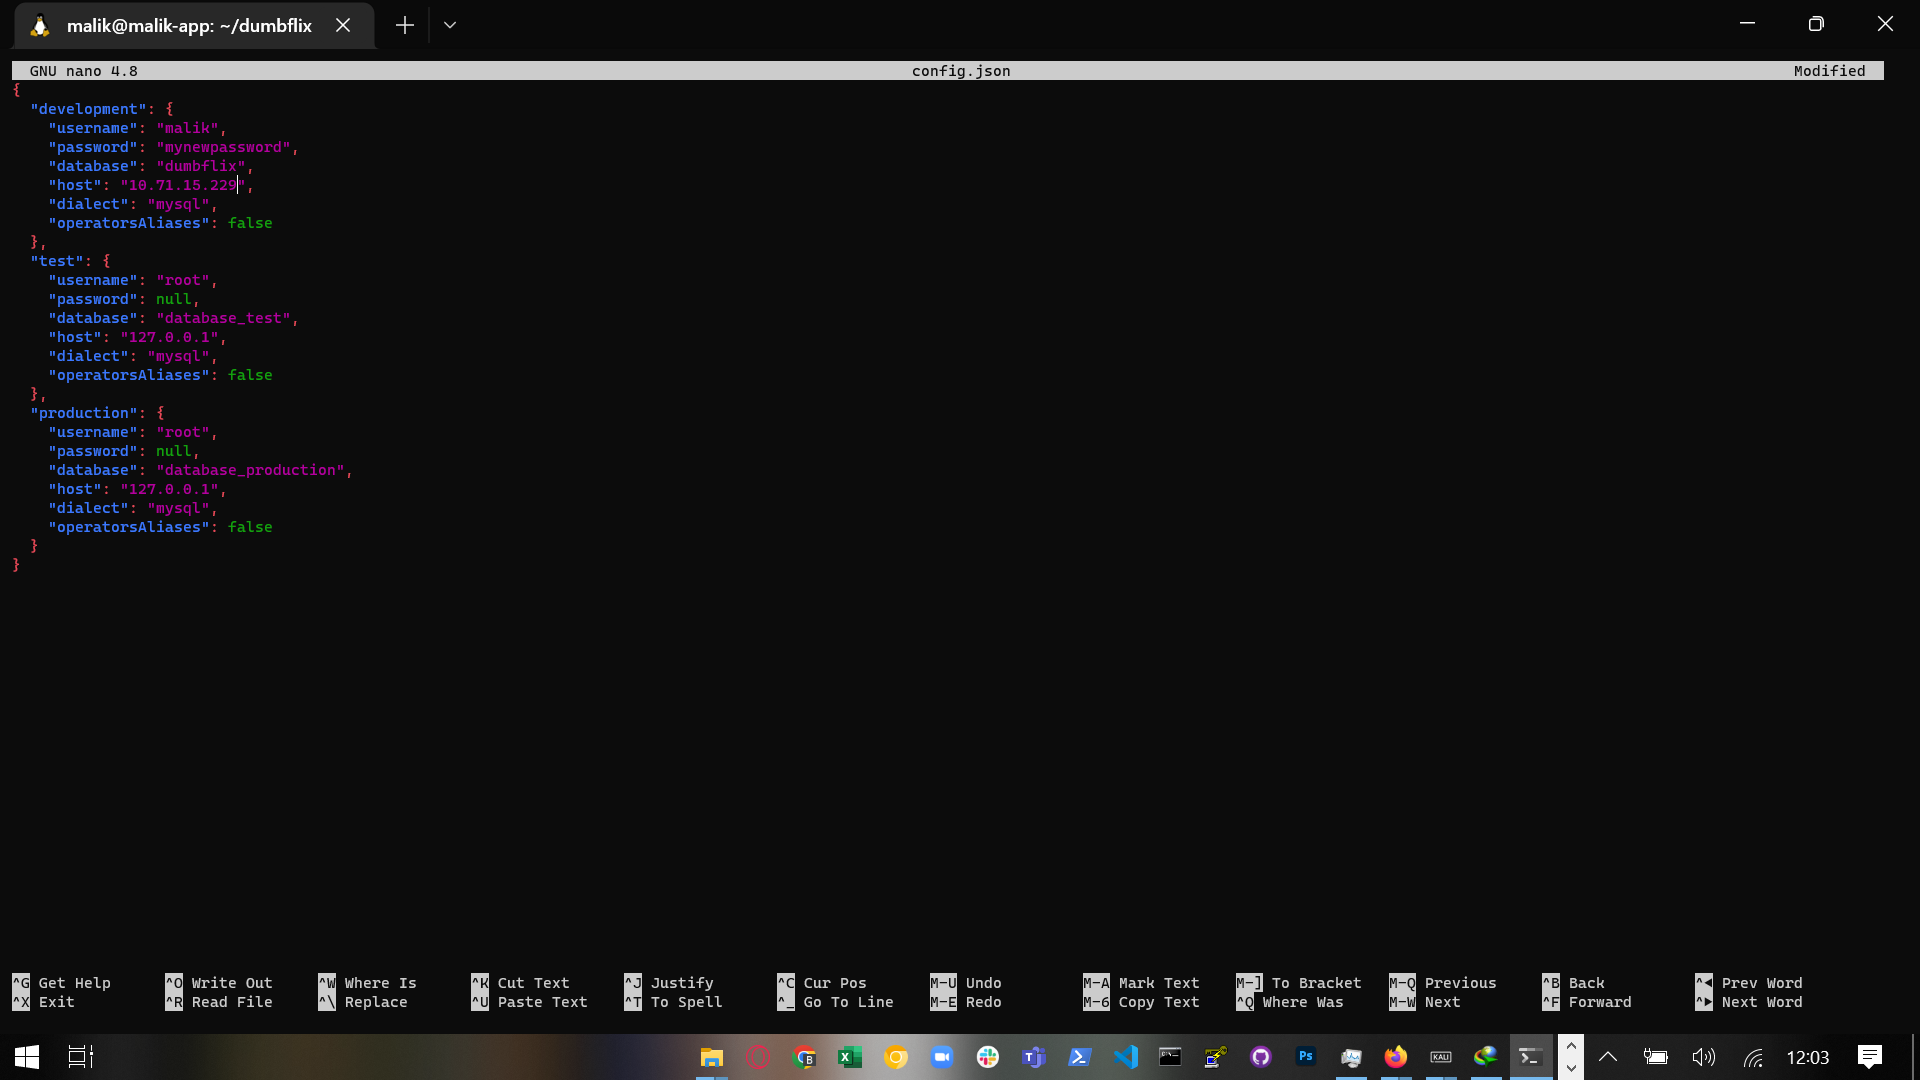 malik@malik-app: ~/dumbflix
GNU nano 4.8 config.json Modified
{
  "development": {
    "username": "malik",
    "password": "mynewpassword",
    "database": "dumbflix",
    "host": "10.71.15.229",
    "dialect": "mysql",
    "operatorsAliases": false
  },
  "test": {
    "username": "root",
    "password": null,
    "database": "database_test",
    "host": "127.0.0.1",
    "dialect": "mysql",
    "operatorsAliases": false
  },
  "production": {
    "username": "root",
    "password": null,
    "database": "database_production",
    "host": "127.0.0.1",
    "dialect": "mysql",
    "operatorsAliases": false
  }
}
^G Get Help ^O Write Out ^W Where Is ^K Cut Text ^J Justify ^C Cur Pos M-U Undo M-A Mark Text M-] To Bracket M-Q Previous ^B Back ^◄ Prev Word
^X Exit ^R Read File ^\ Replace ^U Paste Text ^T To Spell ^_ Go To Line M-E Redo M-6 Copy Text ^Q Where Was M-W Next ^F Forward ^► Next Word
B Ps KALI 12:03